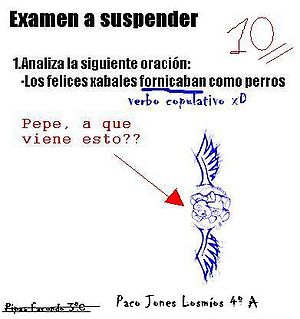 Examen a suspender
10
1.Analiza la siguiente oración:
-Los felices xabales fornicaban como perros
verbo copulativo xD
Pepe, a que
viene esto??
Paco Jones Losmíos 4º A
Pipas Facundo 3ºC